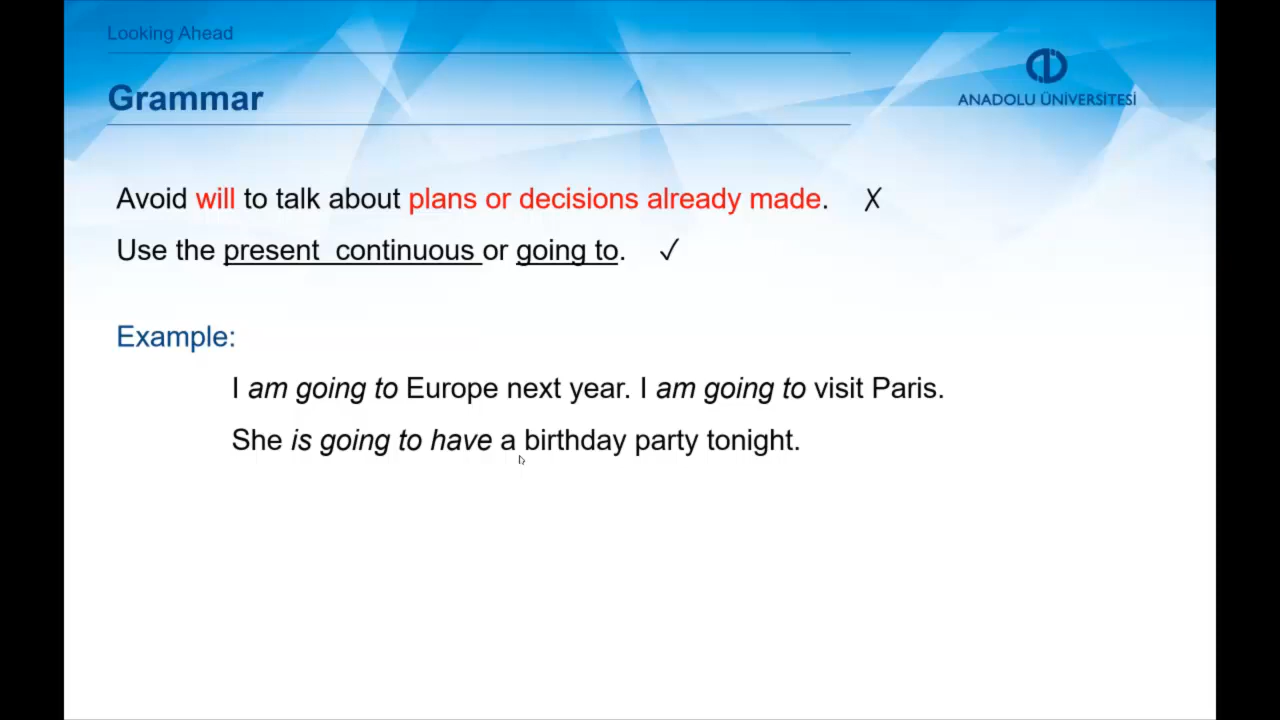 Looking Ahead
Grammar
ANADOLU ÜNİVERSİTESİ
Avoid will to talk about plans or decisions already made. ✗
Use the present continuous or going to. ✓
Example:
I am going to Europe next year. I am going to visit Paris.
She is going to have a birthday party tonight.